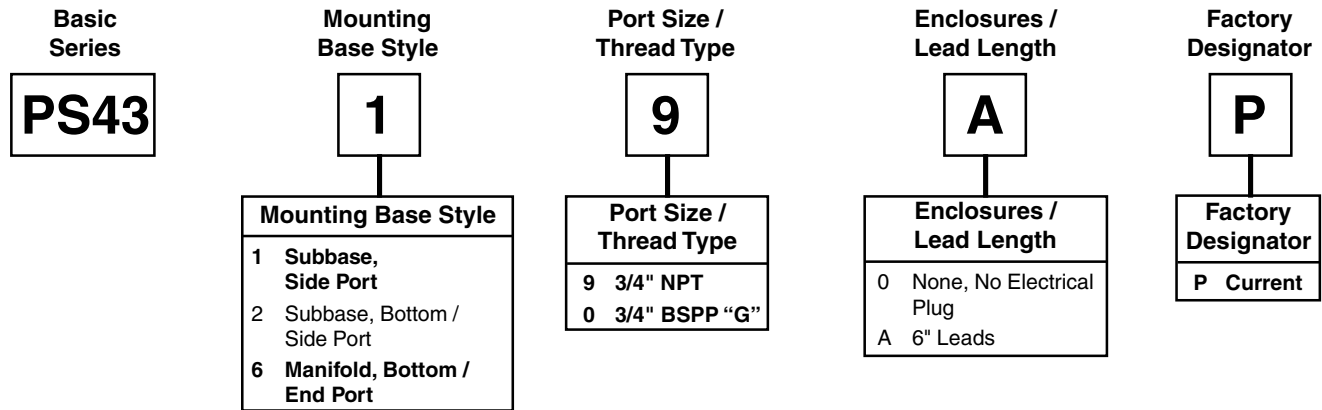 Basic
Series
Mounting
Base Style
Port Size /
Thread Type
Enclosures /
Lead Length
Factory
Designator
PS43
1
9
A
P
Mounting Base Style
1 Subbase,
Side Port
2 Subbase, Bottom /
Side Port
6 Manifold, Bottom /
End Port
Port Size /
Thread Type
9 3/4" NPT
0 3/4" BSPP “G”
Enclosures /
Lead Length
0 None, No Electrical
Plug
A 6" Leads
Factory
Designator
P Current